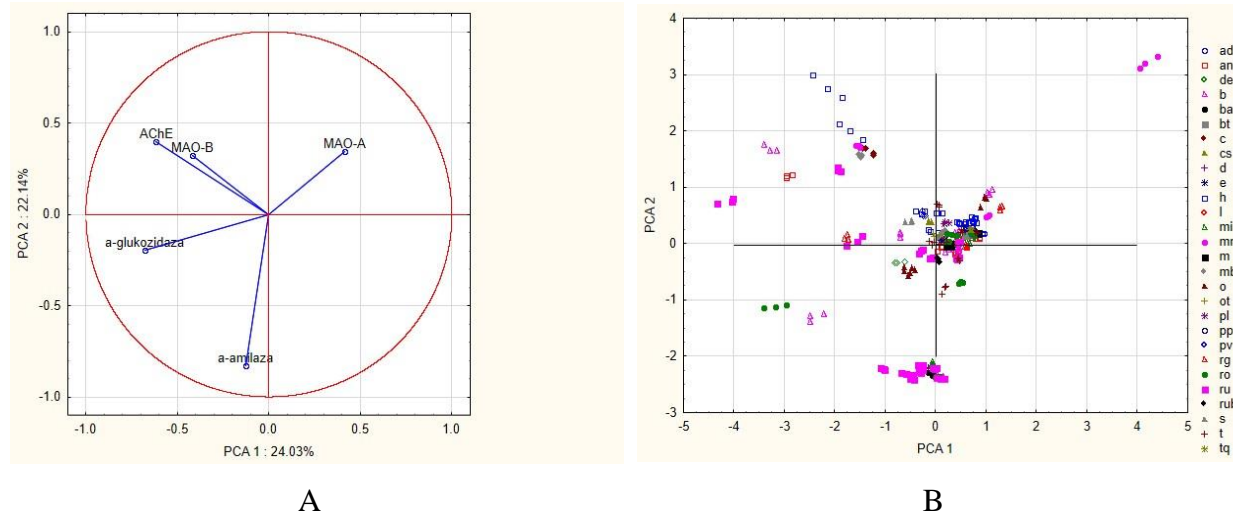 1.0
0.5
0.0
-0.5
-1.0
PCA 2 : 22.14%
AChE
MAO-B
MAO-A
a-glukozidaza
a-amilaza
-1.0 -0.5 0.0 0.5 1.0
PCA 1 : 24.03%
A
4
3
2
1
0
-1
-2
-3
PCA 2
-5 -4 -3 -2 -1 0 1 2 3 4 5
PCA 1
ad
an
de
b
ba
bt
c
cs
d
e
h
l
mi
m
mb
o
ot
pl
pp
pv
rg
ro
ru
s
t
tq
B